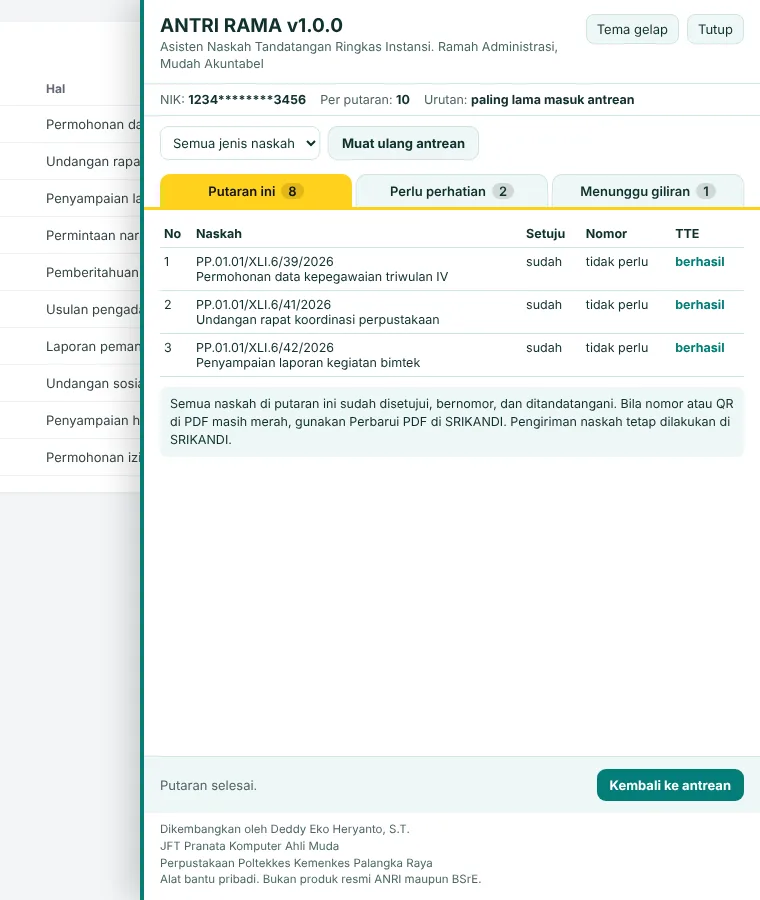 ANTRI RAMA v1.0.0
Asisten Naskah Tandatangan Ringkas Instansi. Ramah Administrasi,
Mudah Akuntabel
Tema gelap
Tutup
NIK: 1234********3456 Per putaran: 10 Urutan: paling lama masuk antrean
Semua jenis naskah
Muat ulang antrean
Putaran ini 8
Perlu perhatian 2
Menunggu giliran 1
No Naskah Setuju Nomor TTE
1 PP.01.01/XLI.6/39/2026 sudah tidak perlu berhasil
Permohonan data kepegawaian triwulan IV
2 PP.01.01/XLI.6/41/2026 sudah tidak perlu berhasil
Undangan rapat koordinasi perpustakaan
3 PP.01.01/XLI.6/42/2026 sudah tidak perlu berhasil
Penyampaian laporan kegiatan bimtek
Semua naskah di putaran ini sudah disetujui, bernomor, dan ditandatangani. Bila nomor atau QR
di PDF masih merah, gunakan Perbarui PDF di SRIKANDI. Pengiriman naskah tetap dilakukan di
SRIKANDI.
Putaran selesai.
Kembali ke antrean
Dikembangkan oleh Deddy Eko Heryanto, S.T.
JFT Pranata Komputer Ahli Muda
Perpustakaan Poltekkes Kemenkes Palangka Raya
Alat bantu pribadi. Bukan produk resmi ANRI maupun BSrE.
Hal
Permohonan
Undangan
Penyampaian
Permintaan
Pemberitahuan
Usulan
Laporan
Undangan
Penyampaian
Permohonan